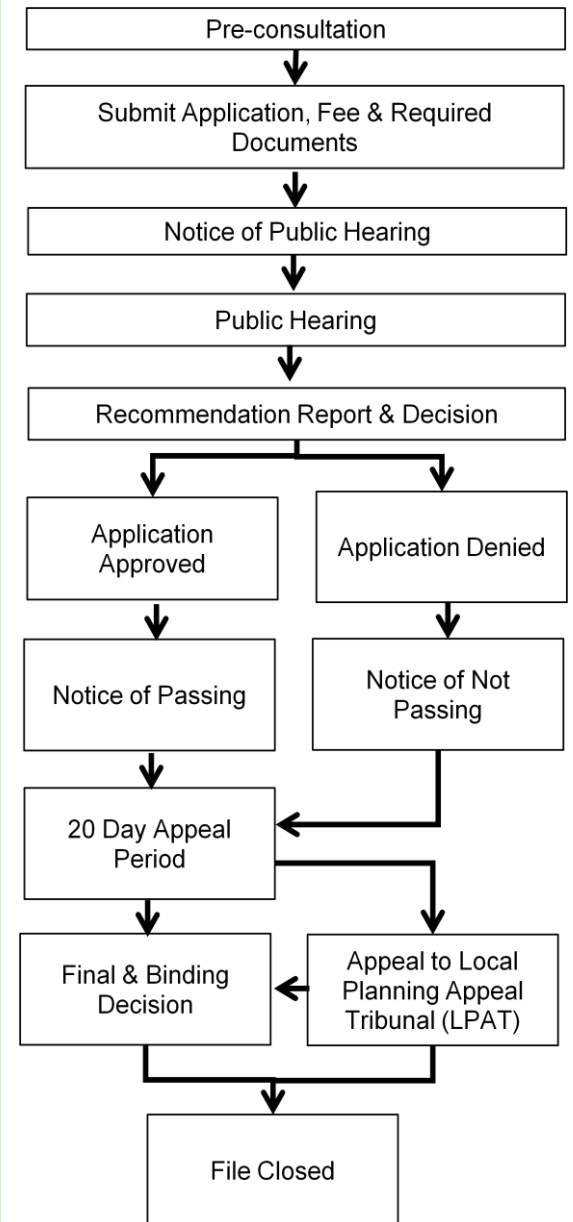 Pre-consultation
Submit Application, Fee & Required
Documents
Notice of Public Hearing
Public Hearing
Recommendation Report & Decision
Application
Approved
Application Denied
Notice of Passing
Notice of Not
Passing
20 Day Appeal
Period
Final & Binding
Decision
Appeal to Local
Planning Appeal
Tribunal (LPAT)
File Closed